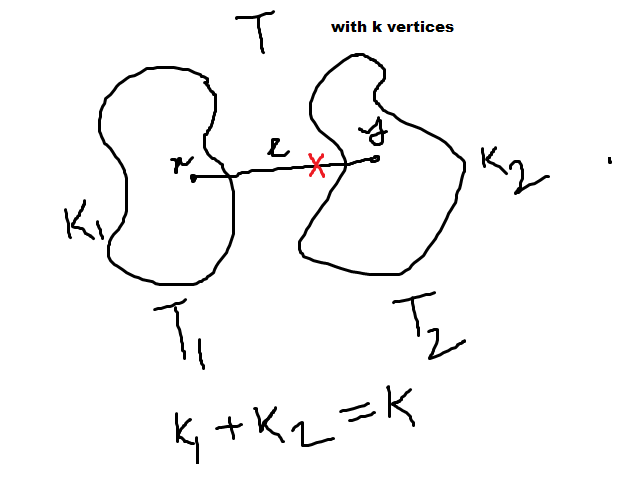 T
with k vertices
x
e
y
K1
K2
T1
T2
K1 + K2 = K